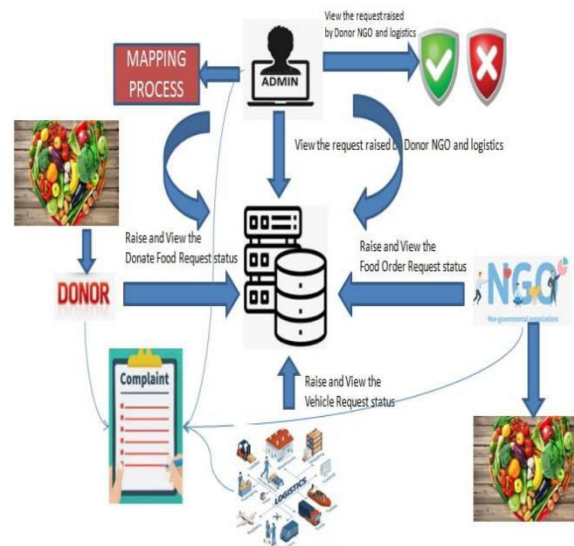 View the request raised
by Donor NGO and logistics
MAPPING
PROCESS
ADMIN
View the request raised by Donor NGO and logistics
Raise and View the
Donate Food Request status
Raise and View the
Food Order Request status
DONOR
NGO
Non-governmental organizations
Complaint
Raise and View the
Vehicle Request status
LOGISTICS